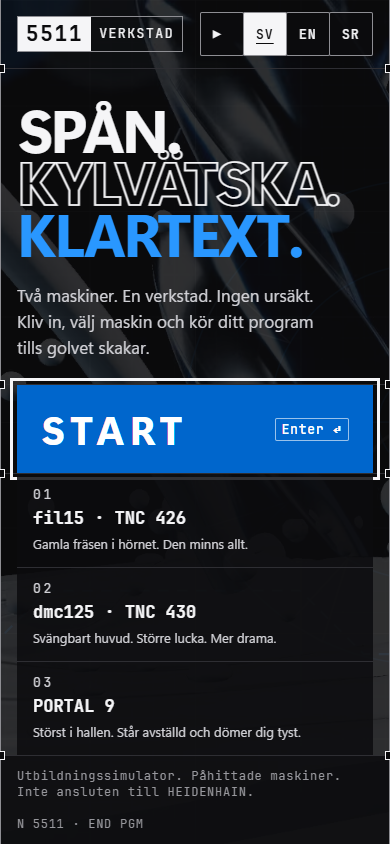 5511 VERKSTAD ▶ SV EN SR
SPÅN.
KYLVÄTSKA.
KLARTEXT.
Två maskiner. En verkstad. Ingen ursäkt.
Kliv in, välj maskin och kör ditt program
tills golvet skakar.
START Enter ⏎
01
fil15 · TNC 426
Gamla fräsen i hörnet. Den minns allt.
02
dmc125 · TNC 430
Svängbart huvud. Större lucka. Mer drama.
03
PORTAL 9
Störst i hallen. Står avställd och dömer dig tyst.
Utbildningssimulator. Påhittade maskiner.
Inte ansluten till HEIDENHAIN.
N 5511 · END PGM